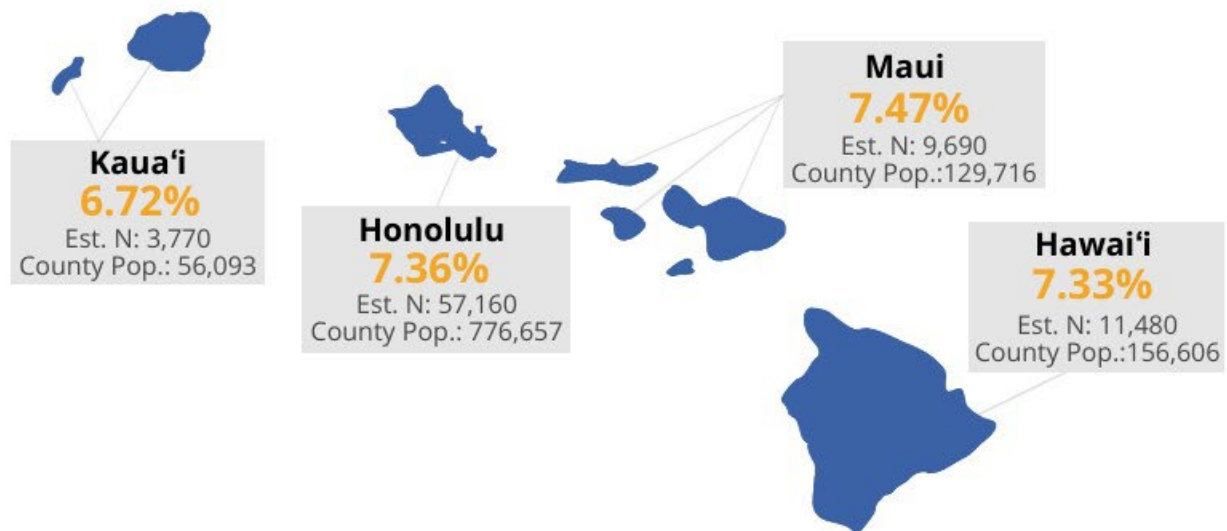 Kauaʻi
6.72%
Est. N: 3,770
County Pop.: 56,093
Honolulu
7.36%
Est. N: 57,160
County Pop.: 776,657
Maui
7.47%
Est. N: 9,690
County Pop.:129,716
Hawaiʻi
7.33%
Est. N: 11,480
County Pop.:156,606